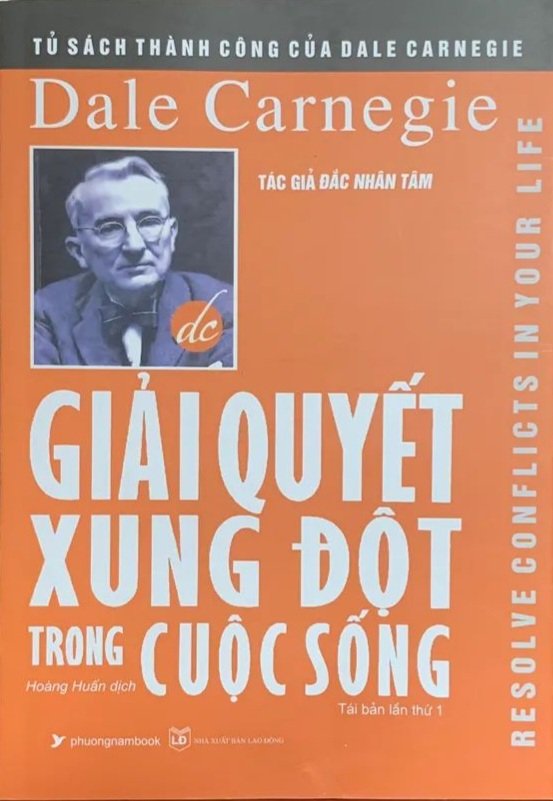 TỦ SÁCH THÀNH CÔNG CỦA DALE CARNEGIE
Dale Carnegie
TÁC GIẢ ĐẮC NHÂN TÂM
dc
GIẢI QUYẾT
XUNG ĐỘT
TRONG CUỘC SỐNG
Hoàng Huấn dịch
Tái bản lần thứ 1
phuongnambook
LĐ
NHÀ XUẤT BẢN LAO ĐỘNG
RESOLVE CONFLICTS IN YOUR LIFE